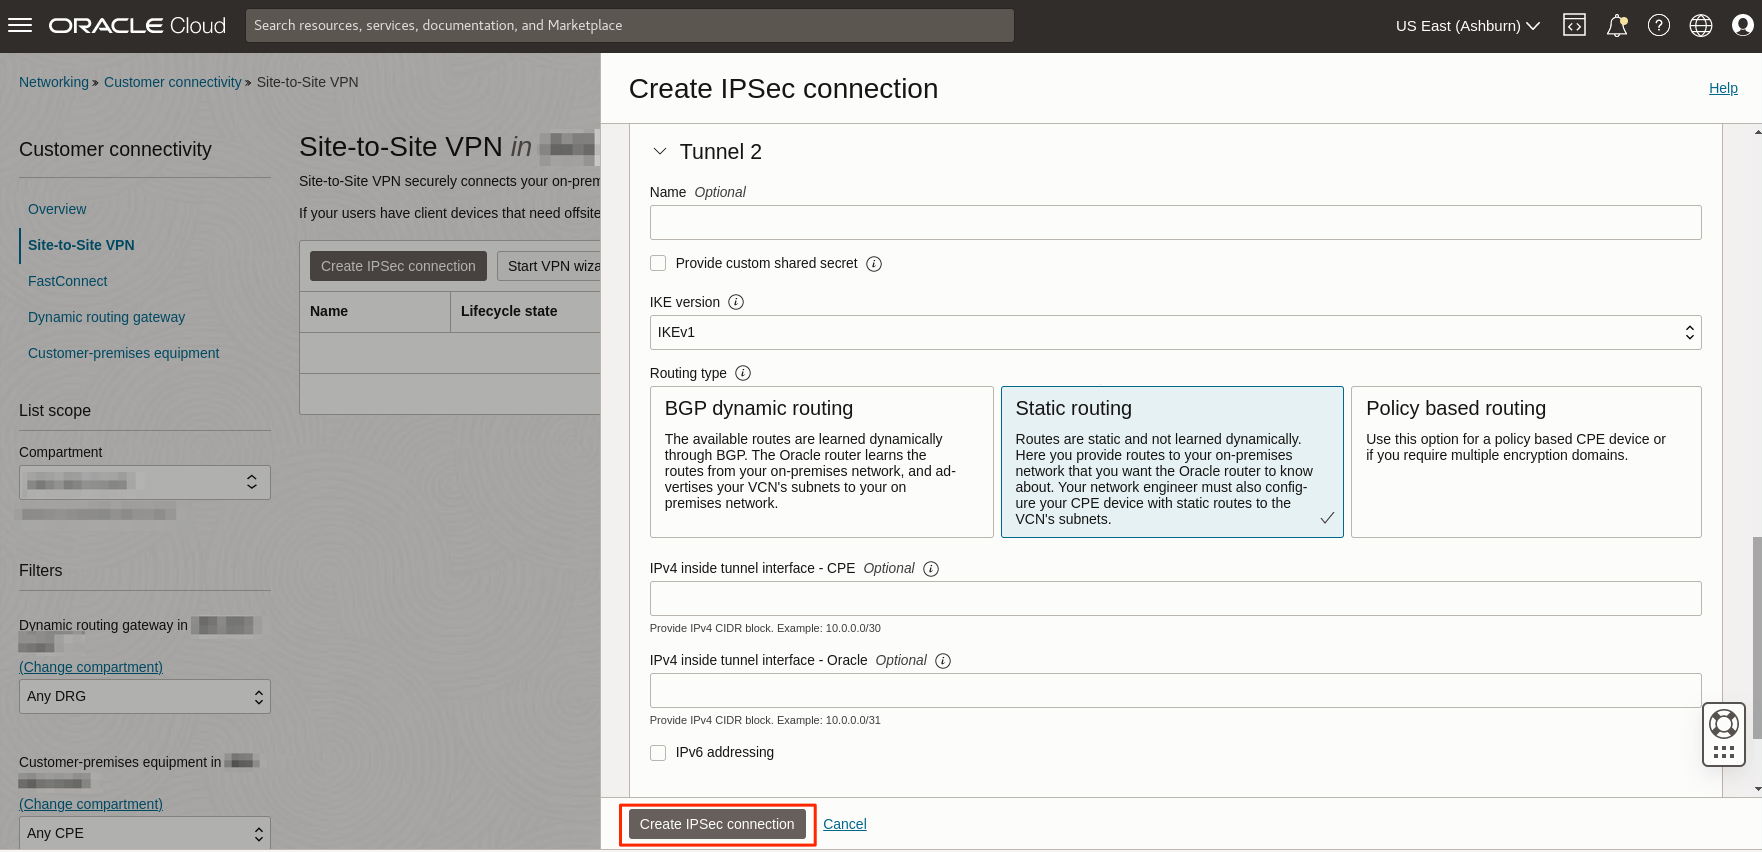 ORACLE Cloud
Search resources, services, documentation, and Marketplace
US East (Ashburn)
Networking » Customer connectivity » Site-to-Site VPN
Customer connectivity
Overview
Site-to-Site VPN
FastConnect
Dynamic routing gateway
Customer-premises equipment
List scope
Compartment
Filters
Dynamic routing gateway in
(Change compartment)
Any DRG
Customer-premises equipment in
(Change compartment)
Any CPE
Site-to-Site VPN in
Site-to-Site VPN securely connects your on-prem
If your users have client devices that need offsite
Create IPSec connection
Start VPN wiza
Name
Lifecycle state
Create IPSec connection
Help
Tunnel 2
Name Optional
Provide custom shared secret
IKE version
IKEv1
Routing type
BGP dynamic routing
The available routes are learned dynamically
through BGP. The Oracle router learns the
routes from your on-premises network, and ad-
vertises your VCN's subnets to your on
premises network.
Static routing
Routes are static and not learned dynamically.
Here you provide routes to your on-premises
network that you want the Oracle router to know
about. Your network engineer must also config-
ure your CPE device with static routes to the
VCN's subnets.
Policy based routing
Use this option for a policy based CPE device or
if you require multiple encryption domains.
IPv4 inside tunnel interface - CPE Optional
Provide IPv4 CIDR block. Example: 10.0.0.0/30
IPv4 inside tunnel interface - Oracle Optional
Provide IPv4 CIDR block. Example: 10.0.0.0/31
IPv6 addressing
Create IPSec connection
Cancel